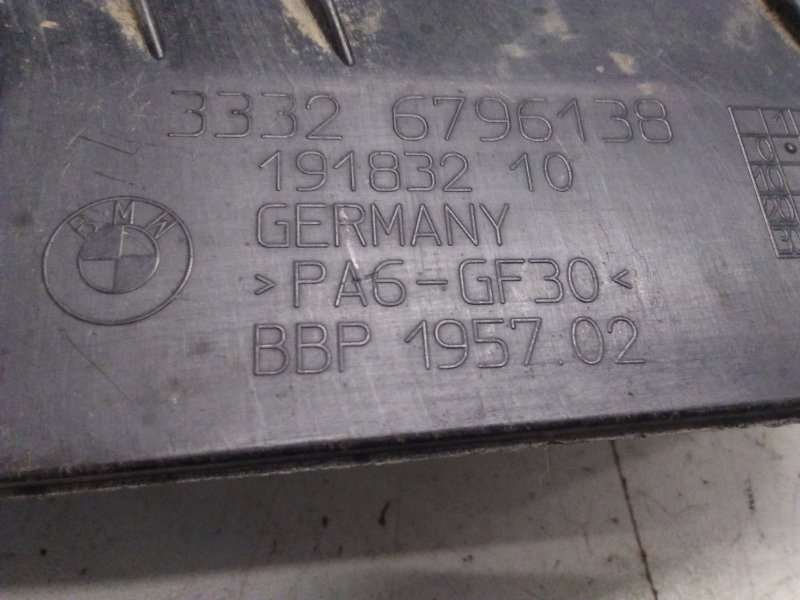 3332 6796138
191832 10
GERMANY
>PA6-GF30<
BBP 1957.02
BMW